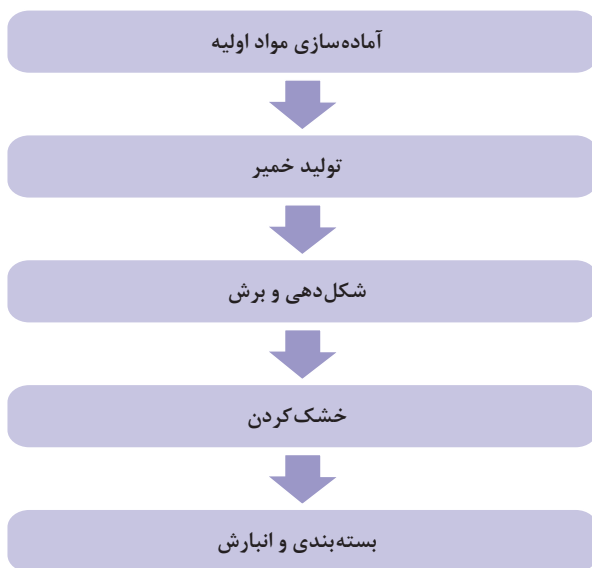 آماده‌سازی مواد اولیه
تولید خمیر
شکل‌دهی و برش
خشک‌کردن
بسته‌بندی و انبارش